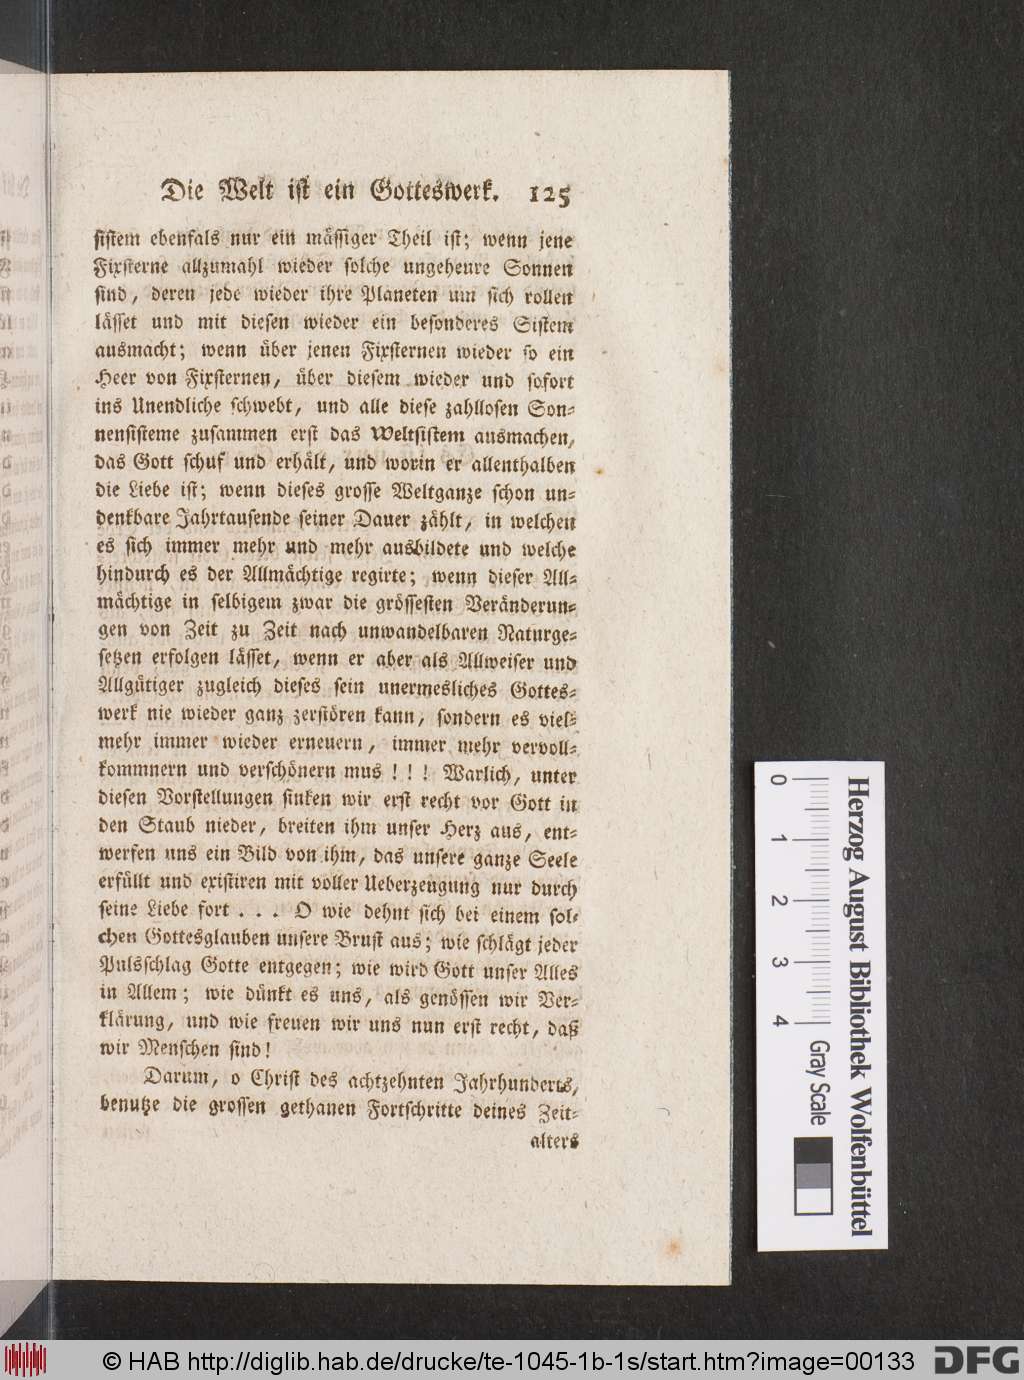 Die Welt ist ein Gotteswerk. 125
sistem ebenfals nur ein mässiger Theil ist; wenn jene
Fixsterne allzumahl wieder solche ungeheure Sonnen
sind, deren jede wieder ihre Planeten um sich rollen
lässet und mit diesen wieder ein besonderes Sistem
ausmacht; wenn über jenen Fixsternen wieder so ein
Heer von Fixsternen, über diesem wieder und sofort
ins Unendliche schwebt, und alle diese zahllosen Son-
nensisteme zusammen erst das Weltsistem ausmachen,
das Gott schuf und erhält, und worin er allenthalben
die Liebe ist; wenn dieses grosse Weltganze schon un-
denkbare Jahrtausende seiner Dauer zählt, in welchen
es sich immer mehr und mehr ausbildete und welche
hindurch es der Allmächtige regirte; wenn dieser All-
mächtige in selbigem zwar die grössesten Veränderun-
gen von Zeit zu Zeit nach unwandelbaren Naturge-
setzen erfolgen lässet, wenn er aber als Allweiser und
Allgütiger zugleich dieses sein unermesliches Gottes-
werk nie wieder ganz zerstören kann, sondern es viel-
mehr immer wieder erneuern, immer mehr vervoll-
kommnern und verschönern mus ! ! ! Warlich, unter
diesen Vorstellungen sinken wir erst recht vor Gott in
den Staub nieder, breiten ihm unser Herz aus, ent-
werfen uns ein Bild von ihm, das unsere ganze Seele
erfüllt und existiren mit voller Ueberzeugung nur durch
seine Liebe fort . . . O wie dehnt sich bei einem sol-
chen Gottesglauben unsere Brust aus; wie schlägt jeder
Pulsschlag Gotte entgegen; wie wird Gott unser Alles
in Allem; wie dünkt es uns, als genössen wir Ver-
klärung, und wie freuen wir uns nun erst recht, daß
wir Menschen sind!
Darum, o Christ des achtzehnten Jahrhunderts,
benutze die grossen gethanen Fortschritte deines Zeit-
alters
0 1 2 3 4 Gray Scale
Herzog August Bibliothek Wolfenbüttel
© HAB http://diglib.hab.de/drucke/te-1045-1b-1s/start.htm?image=00133 DFG